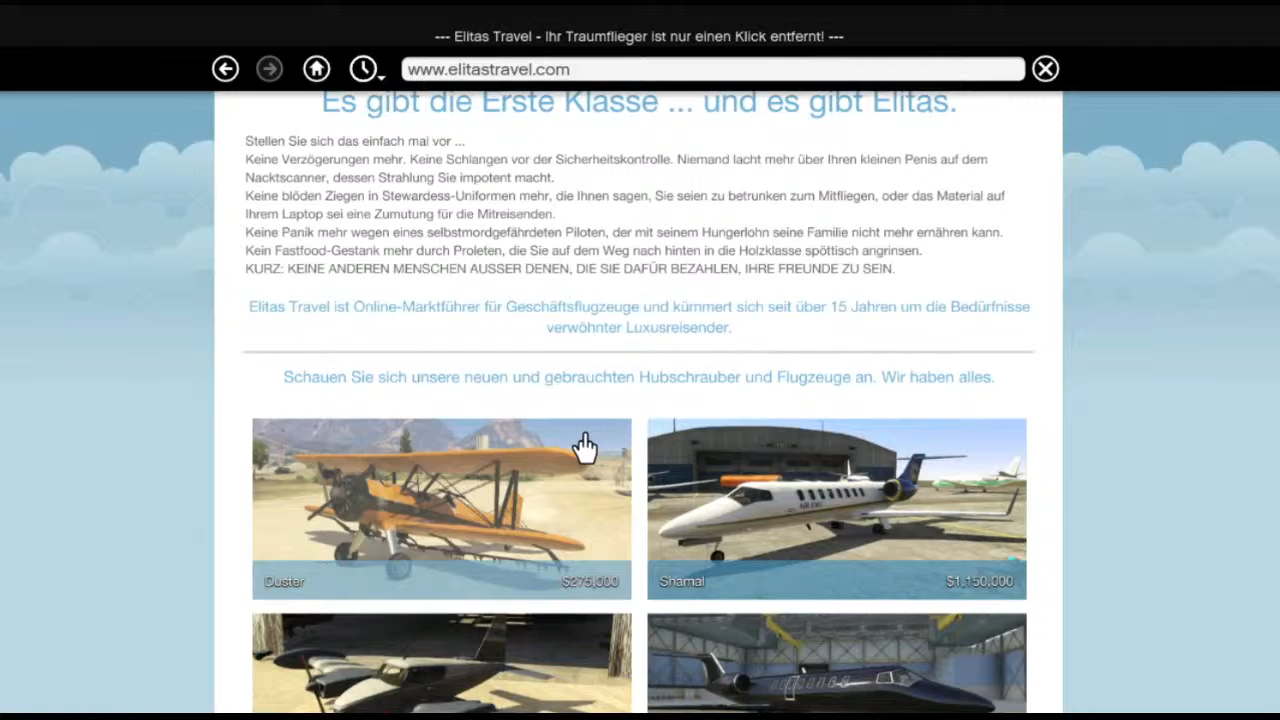 --- Elitas Travel - Ihr Traumflieger ist nur einen Klick entfernt! ---
www.elitastravel.com
Es gibt die Erste Klasse ... und es gibt Elitas.
Stellen Sie sich das einfach mal vor ...
Keine Verzögerungen mehr. Keine Schlangen vor der Sicherheitskontrolle. Niemand lacht mehr über Ihren kleinen Penis auf dem
Nacktscanner, dessen Strahlung Sie impotent macht.
Keine blöden Ziegen in Stewardess-Uniformen mehr, die Ihnen sagen, Sie seien zu betrunken zum Mitfliegen, oder das Material auf
Ihrem Laptop sei eine Zumutung für die Mitreisenden.
Keine Panik mehr wegen eines selbstmordgefährdeten Piloten, der mit seinem Hungerlohn seine Familie nicht mehr ernähren kann.
Kein Fastfood-Gestank mehr durch Proleten, die Sie auf dem Weg nach hinten in die Holzklasse spöttisch angrinsen.
KURZ: KEINE ANDEREN MENSCHEN AUSSER DENEN, DIE SIE DAFÜR BEZAHLEN, IHRE FREUNDE ZU SEIN.
Elitas Travel ist Online-Marktführer für Geschäftsflugzeuge und kümmert sich seit über 15 Jahren um die Bedürfnisse
verwöhnter Luxusreisender.
Schauen Sie sich unsere neuen und gebrauchten Hubschrauber und Flugzeuge an. Wir haben alles.
Duster $275,000
Shamal $1,150,000